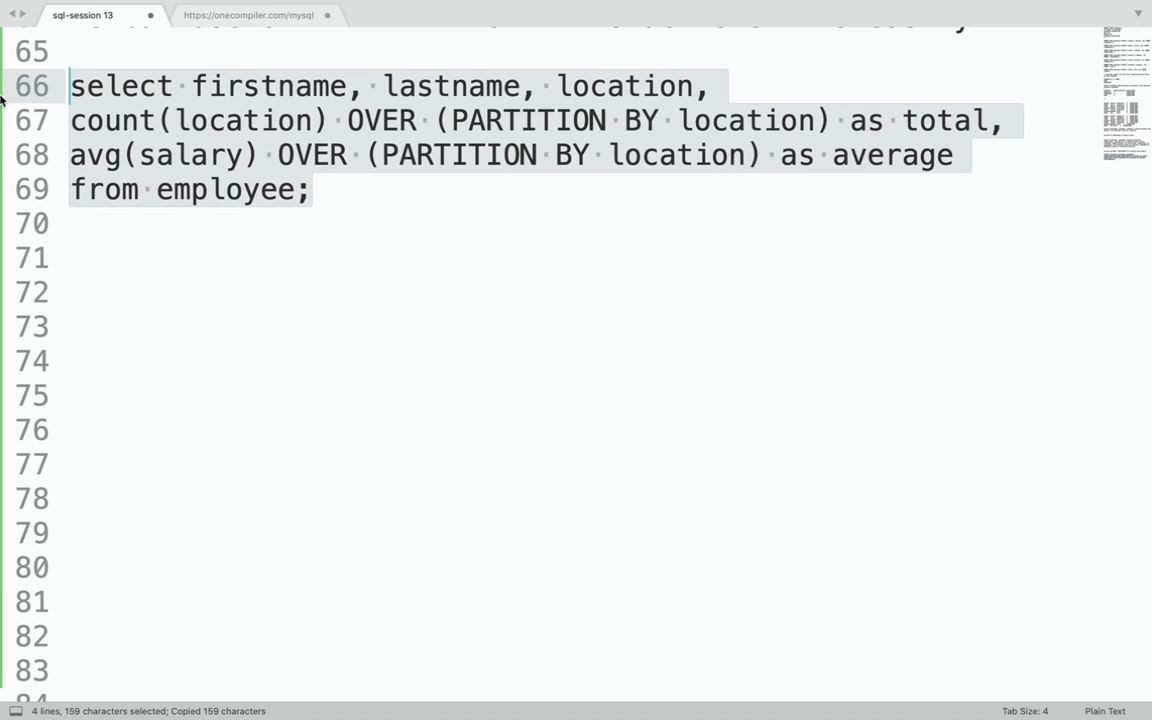 sql-session 13
https://onecompiler.com/mysql
65
66 select firstname, lastname, location,
67 count(location) OVER (PARTITION BY location) as total,
68 avg(salary) OVER (PARTITION BY location) as average
69 from employee;
70
71
72
73
74
75
76
77
78
79
80
81
82
83
4 lines, 159 characters selected; Copied 159 characters
Tab Size: 4
Plain Text